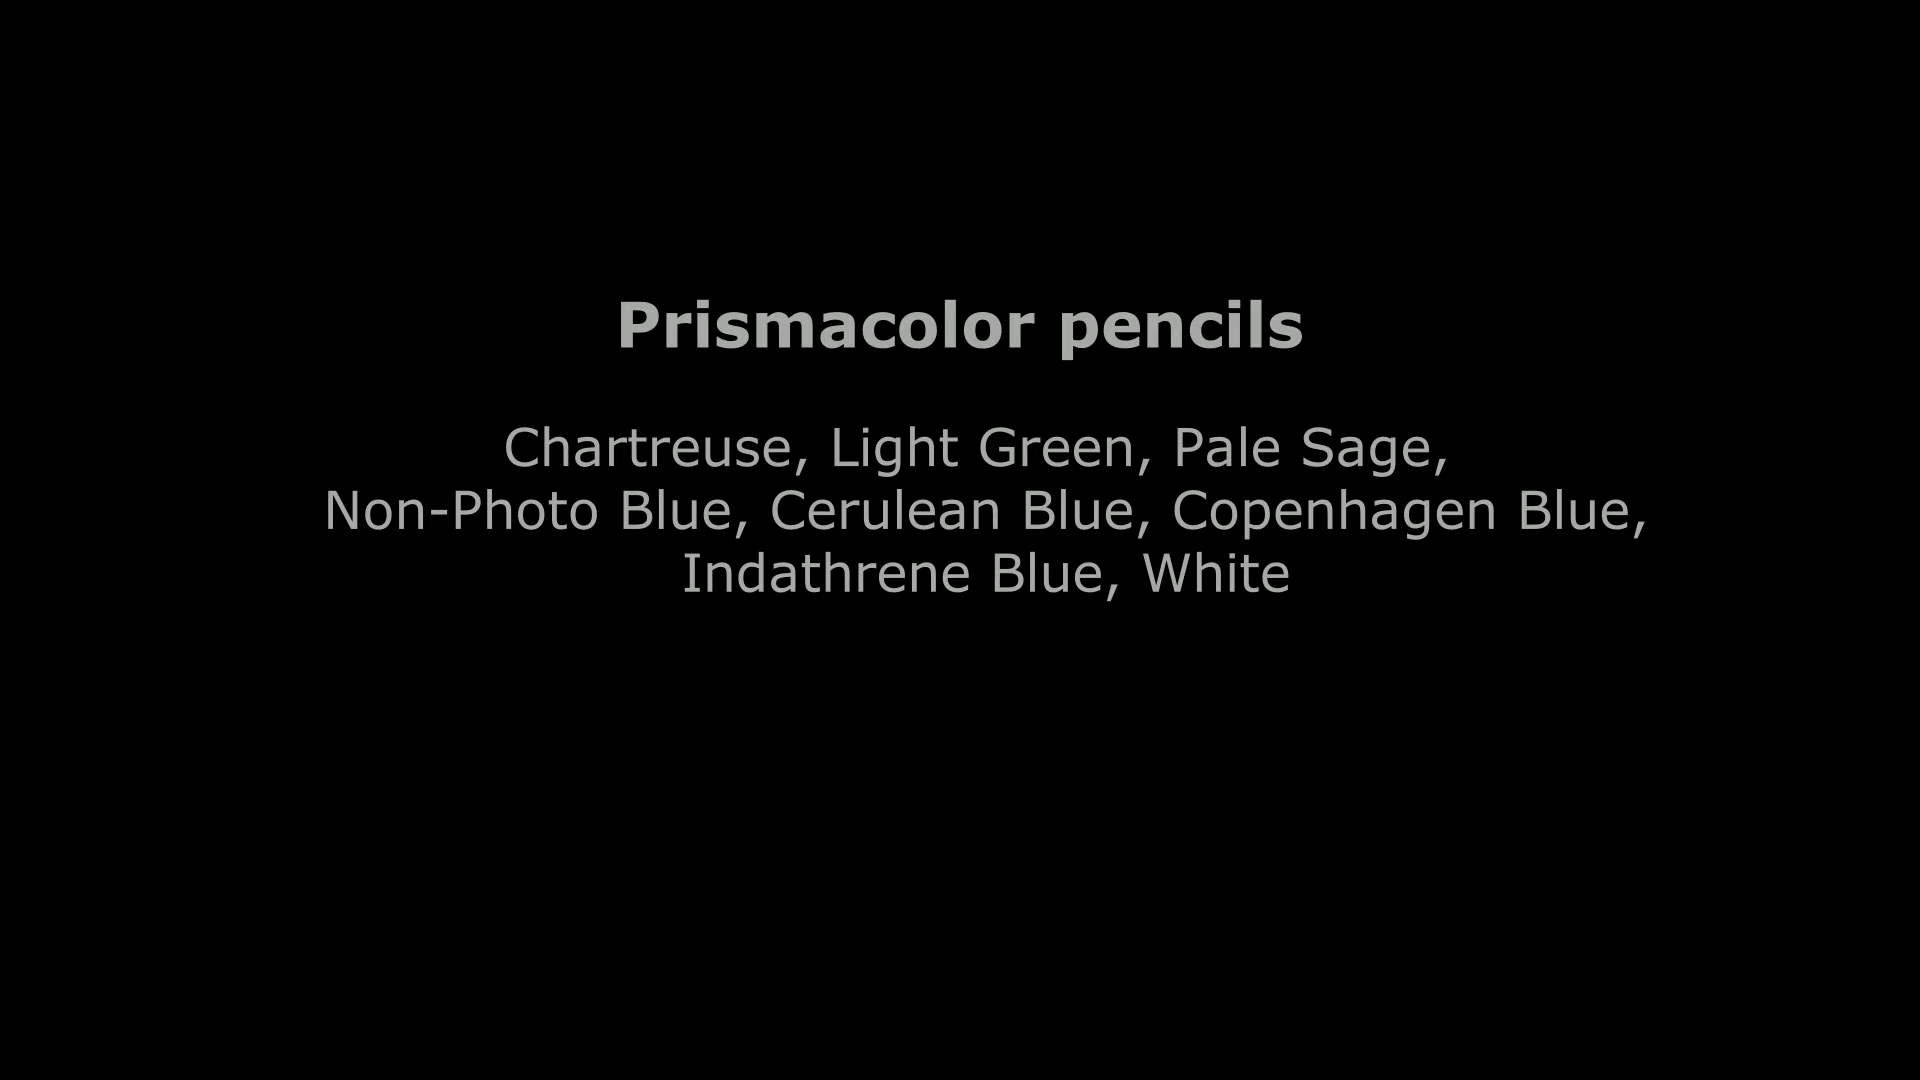 Prismacolor pencils
Chartreuse, Light Green, Pale Sage,
Non-Photo Blue, Cerulean Blue, Copenhagen Blue,
Indathrene Blue, White